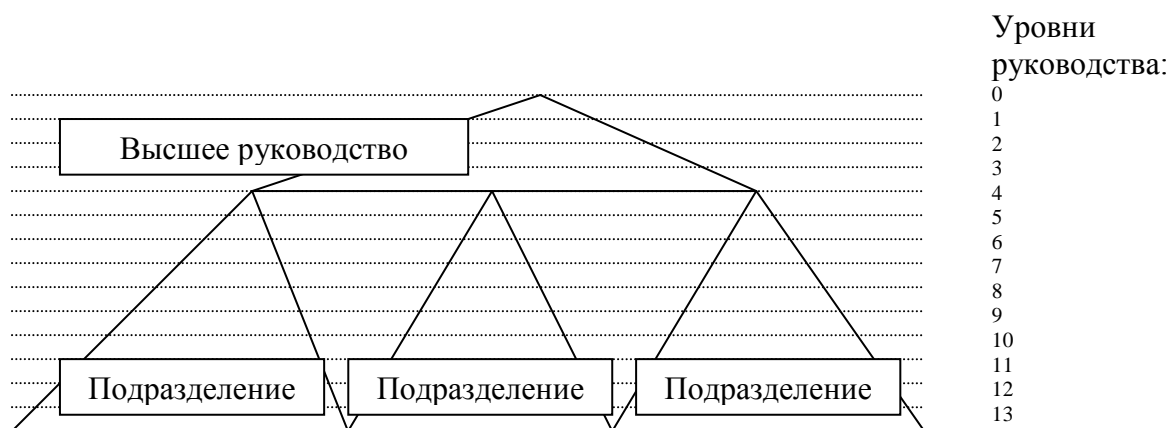 Уровни
руководства:
0
1
Высшее руководство
2
3
4
5
6
7
8
9
10
11
Подразделение
Подразделение
Подразделение
12
13